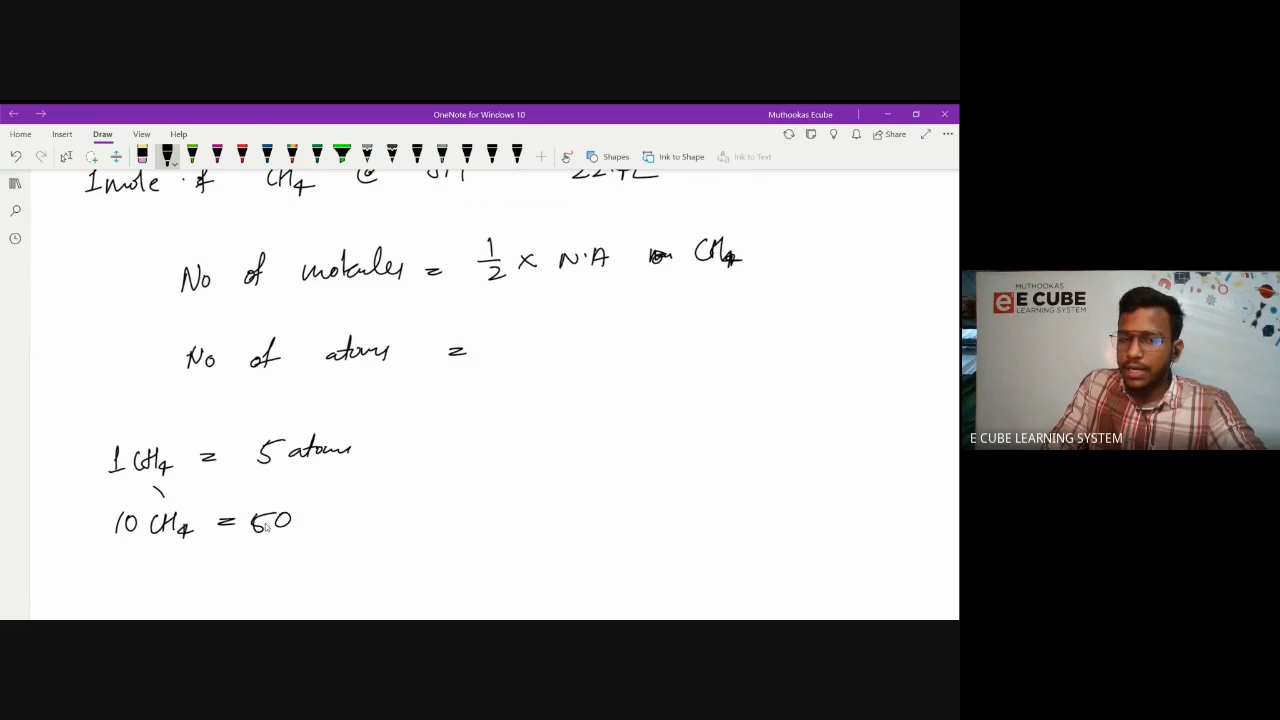 OneNote for Windows 10
Muthookas Ecube
Home Insert Draw View Help
Share
Shapes Ink to Shape Ink to Text
1 mole of CH4 @ 22.4L
No of molecules = 1/2 × N.A CH4
No of atoms =
1 CH4 = 5 atoms
10 CH4 = 50
MUTHOOKAS
e E CUBE
LEARNING SYSTEM
E CUBE LEARNING SYSTEM